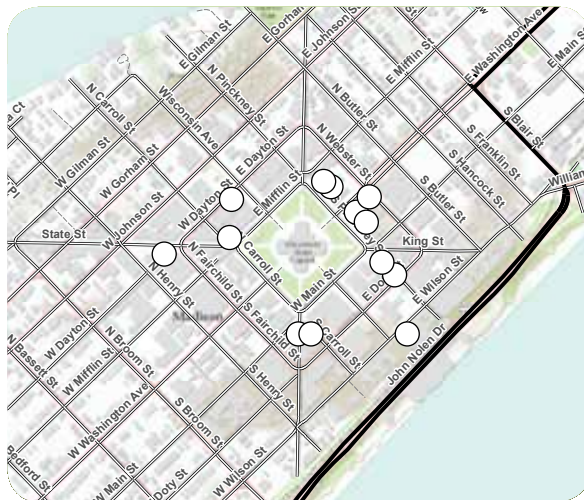 E Gilman St
E Gorham St
E Johnson St
E Mifflin St
E Washington Ave
E Main St
N Carroll St
Wisconsin Ave
N Pinckney St
N Butler St
S Blair St
W Gilman St
W Gorham St
E Dayton St
N Webster St
S Franklin St
S Hancock St
William
W Johnson St
W Dayton St
E Mifflin St
S Butler St
State St
King St
N Henry St
N Fairchild St
N Carroll St
W Main St
E Wilson St
S Fairchild St
S Carroll St
John Nolen Dr
W Dayton St
W Mifflin St
N Broom St
S Henry St
N Bassett St
W Washington Ave
S Broom St
Bedford St
W Main St
Doty St
W Wilson St